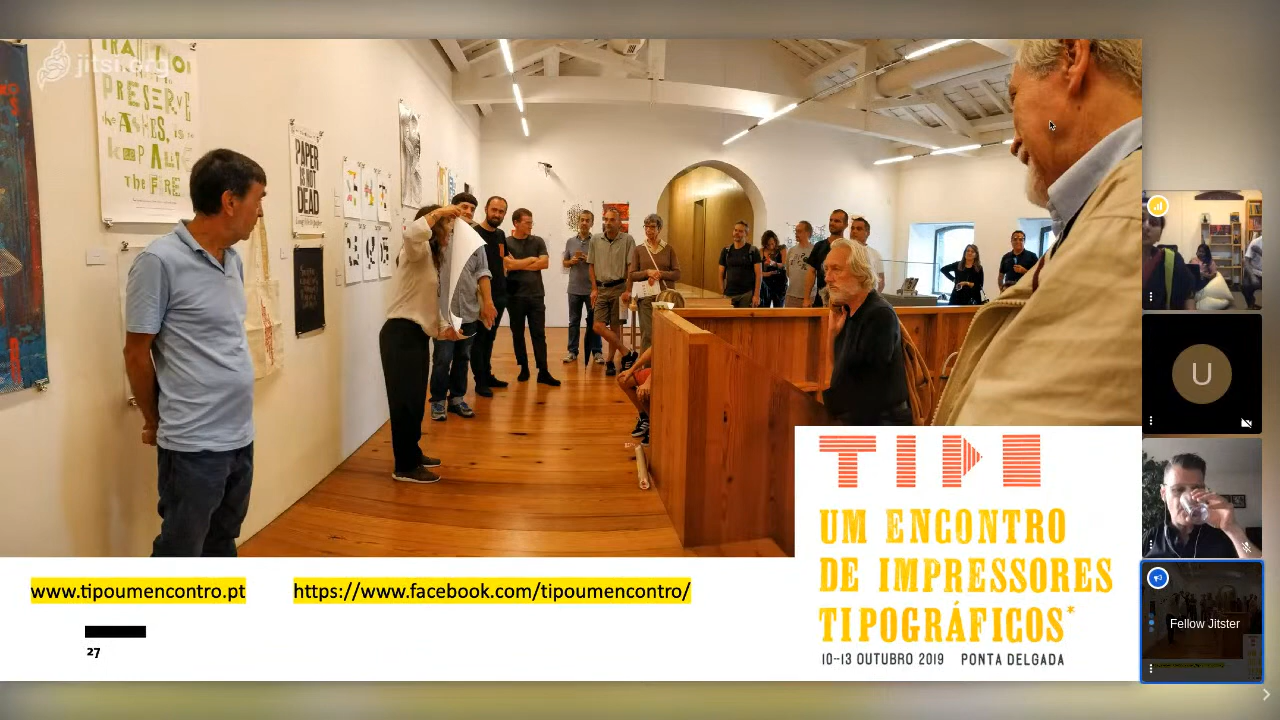 jitsi.org
TRADITION
PRESERVE
the ASHES, is to
keep ALIVE
THE FIRE
PAPER
IS NOT
DEAD
TIPO
UM ENCONTRO
DE IMPRESSORES
TIPOGRÁFICOS*
10–13 OUTUBRO 2019 PONTA DELGADA
www.tipoumencontro.pt https://www.facebook.com/tipoumencontro/
27
U
Fellow Jitster